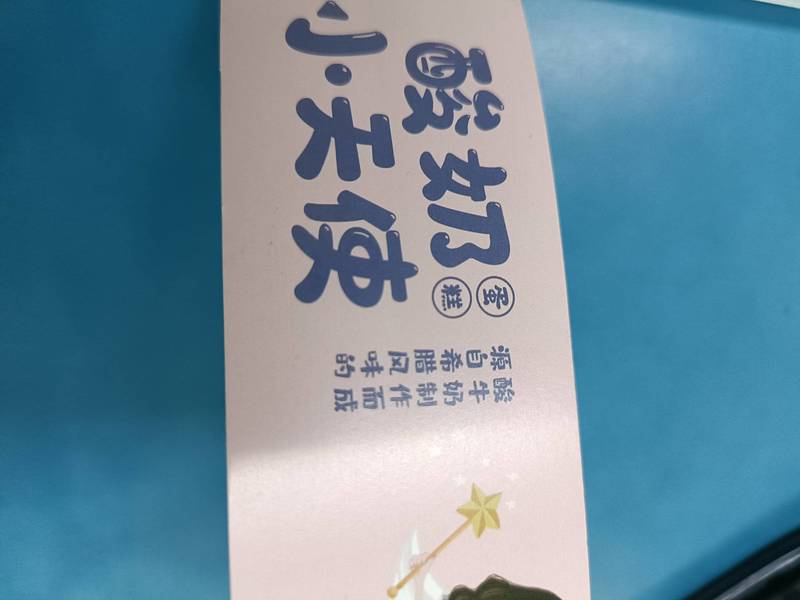 酸奶
蛋糕
小天使
源自希腊风味的
酸牛奶制作而成